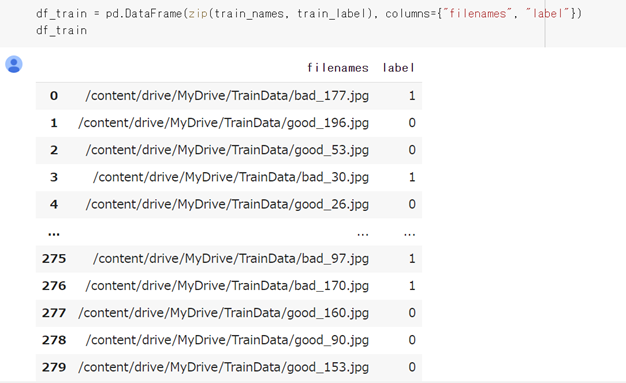 df_train = pd.DataFrame(zip(train_names, train_label), columns={"filenames", "label"})
df_train
filenames label
0 /content/drive/MyDrive/TrainData/bad_177.jpg 1
1 /content/drive/MyDrive/TrainData/good_196.jpg 0
2 /content/drive/MyDrive/TrainData/good_53.jpg 0
3 /content/drive/MyDrive/TrainData/bad_30.jpg 1
4 /content/drive/MyDrive/TrainData/good_26.jpg 0
... ... ...
275 /content/drive/MyDrive/TrainData/bad_97.jpg 1
276 /content/drive/MyDrive/TrainData/bad_170.jpg 1
277 /content/drive/MyDrive/TrainData/good_160.jpg 0
278 /content/drive/MyDrive/TrainData/good_90.jpg 0
279 /content/drive/MyDrive/TrainData/good_153.jpg 0